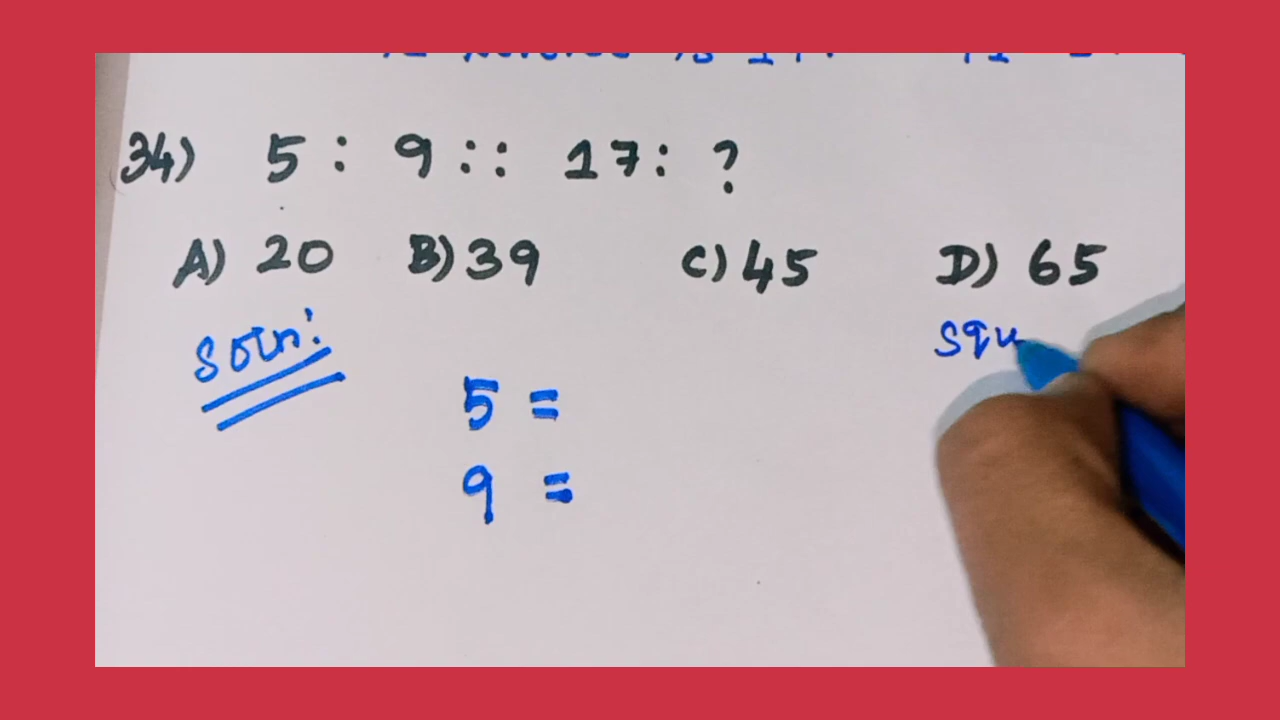 34) 5 : 9 :: 17 : ?
A) 20 B) 39 C) 45 D) 65
Soln:
squ
5 =
9 =